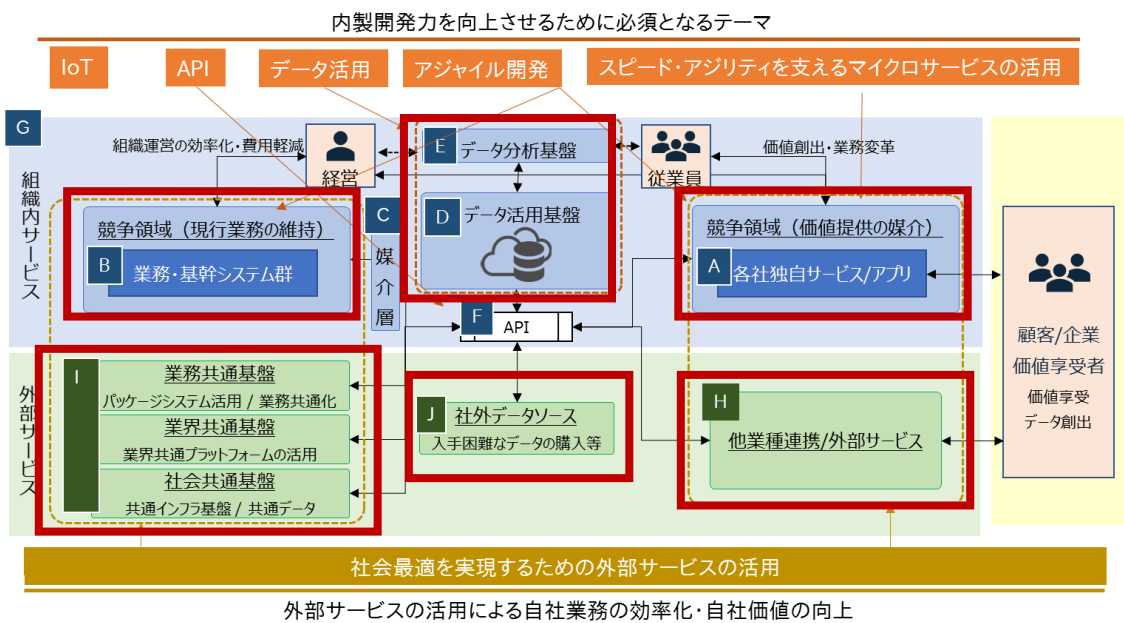 内製開発力を向上させるために必須となるテーマ
IoT
API
データ活用
アジャイル開発
スピード・アジリティを支えるマイクロサービスの活用
G
組織内サービス
組織運営の効率化・費用軽減
経営
E
データ分析基盤
従業員
価値創出・業務変革
競争領域（現行業務の維持）
B
業務・基幹システム群
C
媒介層
D
データ活用基盤
競争領域（価値提供の媒介）
A
各社独自サービス/アプリ
F
API
顧客/企業
価値享受者
価値享受
データ創出
外部サービス
I
業務共通基盤
パッケージシステム活用 / 業務共通化
業界共通基盤
業界共通プラットフォームの活用
社会共通基盤
共通インフラ基盤 / 共通データ
J
社外データソース
入手困難なデータの購入等
H
他業種連携/外部サービス
社会最適を実現するための外部サービスの活用
外部サービスの活用による自社業務の効率化・自社価値の向上